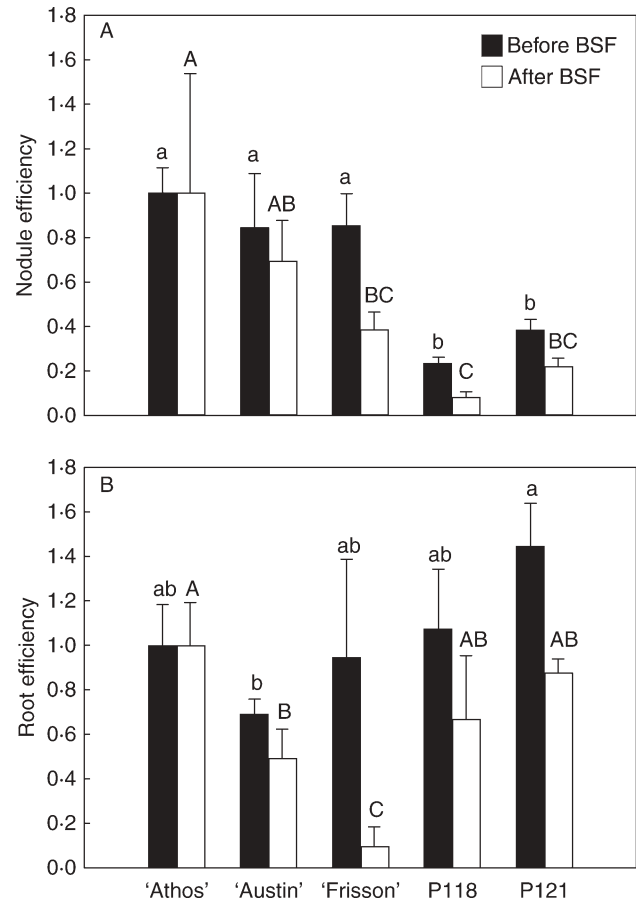 A
Before BSF
After BSF
Nodule efficiency
1·8
1·6
1·4
1·2
1·0
0·8
0·6
0·4
0·2
0·0
a
A
a
AB
a
BC
b
C
b
BC
B
Root efficiency
1·8
1·6
1·4
1·2
1·0
0·8
0·6
0·4
0·2
0·0
ab
A
b
B
ab
C
ab
AB
a
AB
‘Athos’ ‘Austin’ ‘Frisson’ P118 P121